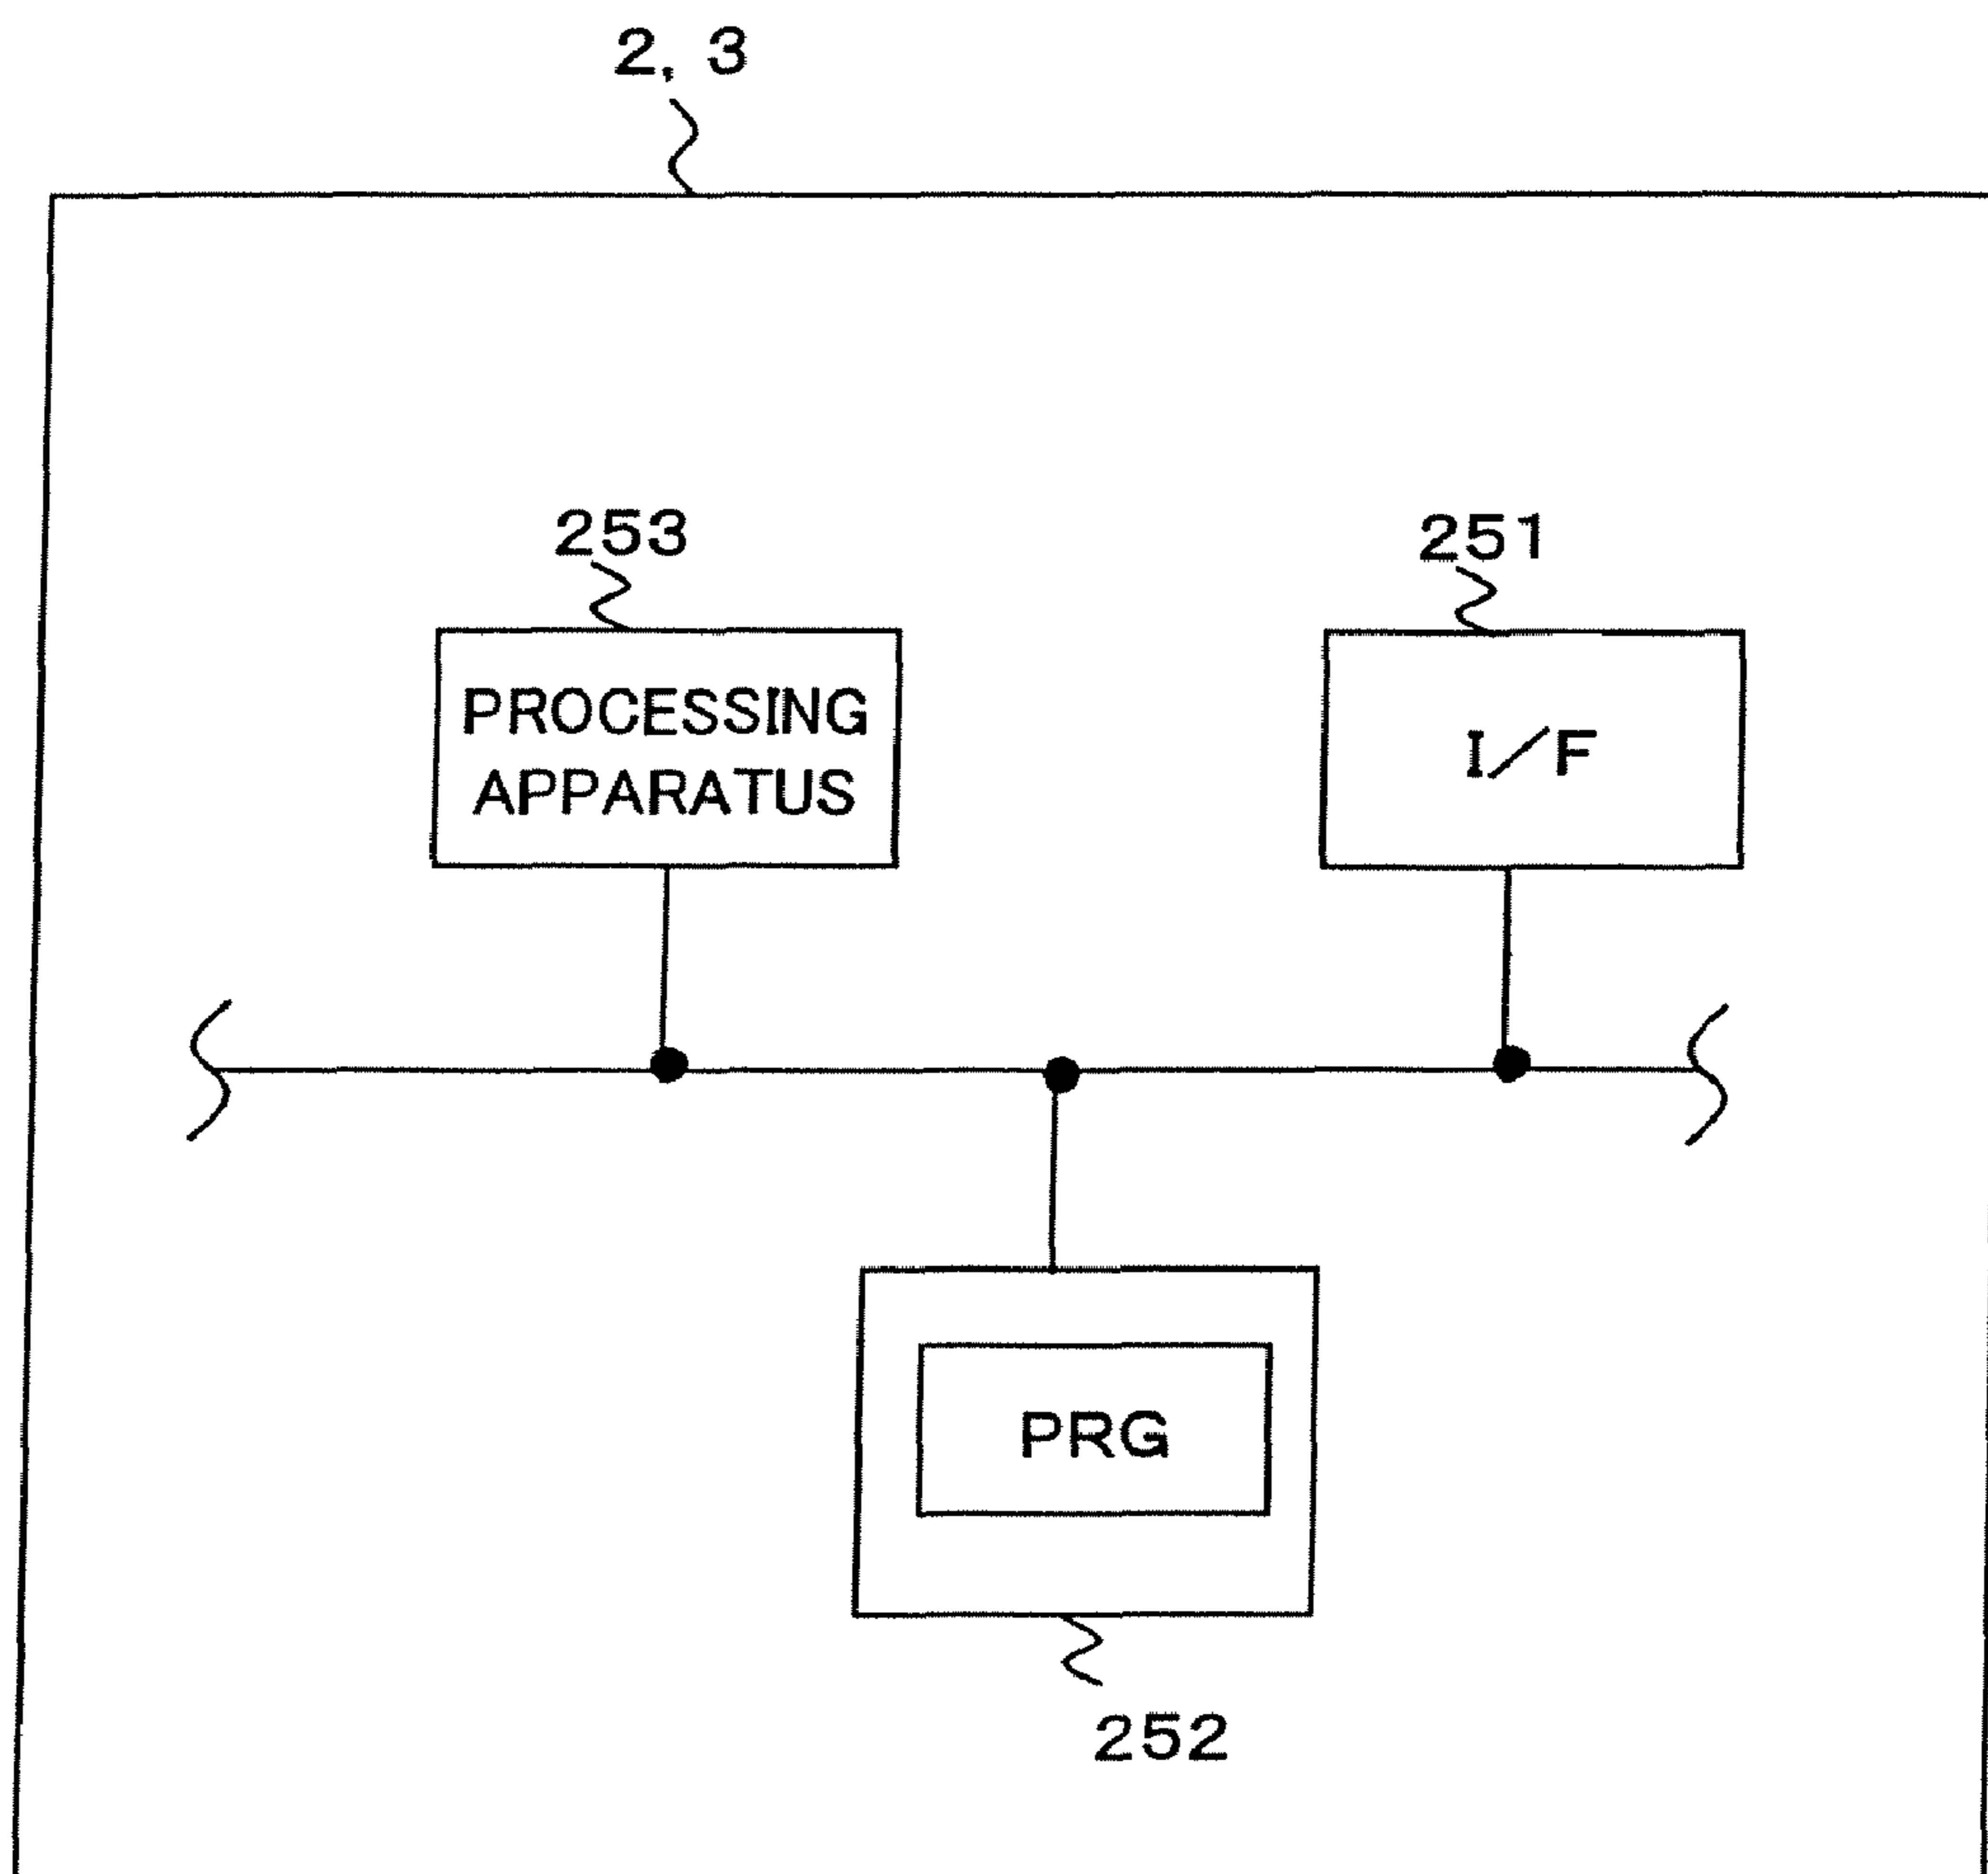 2, 3
253
251
PROCESSING
APPARATUS
I/F
PRG
252